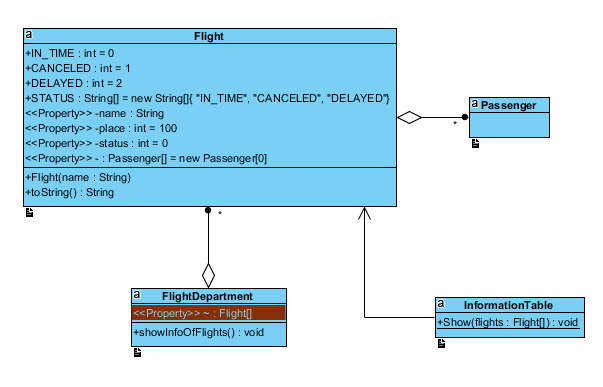 a
Flight
+IN_TIME : int = 0
+CANCELED : int = 1
+DELAYED : int = 2
+STATUS : String[] = new String[]{ "IN_TIME", "CANCELED", "DELAYED"}
<<Property>> -name : String
<<Property>> -place : int = 100
<<Property>> -status : int = 0
<<Property>> - : Passenger[] = new Passenger[0]
+Flight(name : String)
+toString() : String
a
Passenger
*
*
a
FlightDepartment
<<Property>> ~ : Flight[]
+showInfoOfFlights() : void
a
InformationTable
+Show(flights : Flight[]) : void